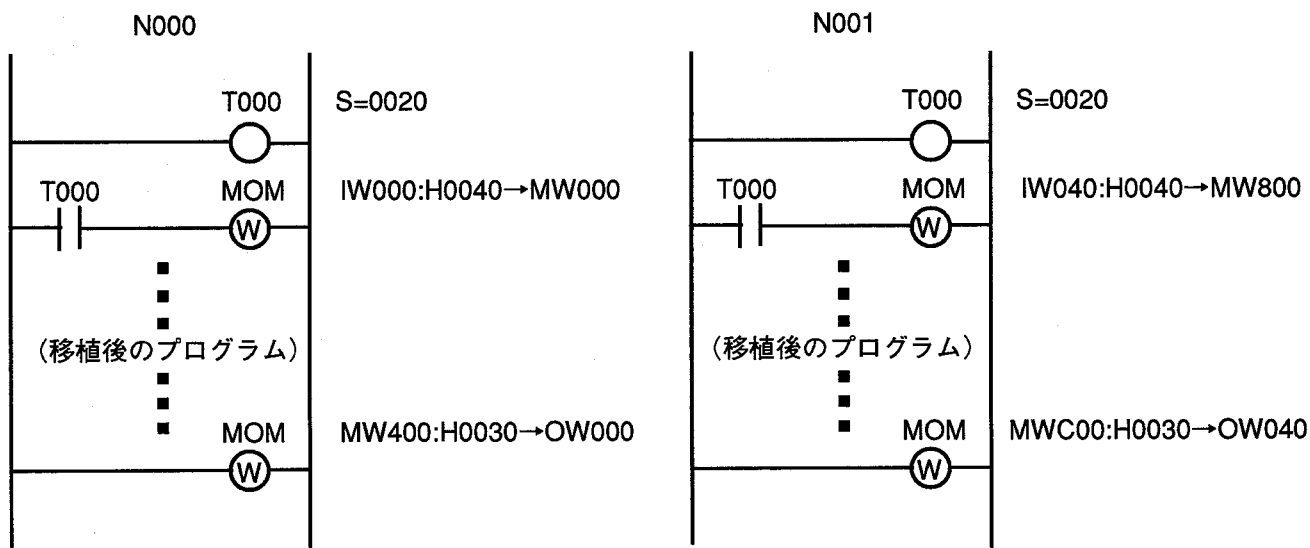 N000
T000 S=0020
T000 MOM IW000:H0040→MW000
W
(移植後のプログラム)
MOM MW400:H0030→OW000
W
N001
T000 S=0020
T000 MOM IW040:H0040→MW800
W
(移植後のプログラム)
MOM MWC00:H0030→OW040
W